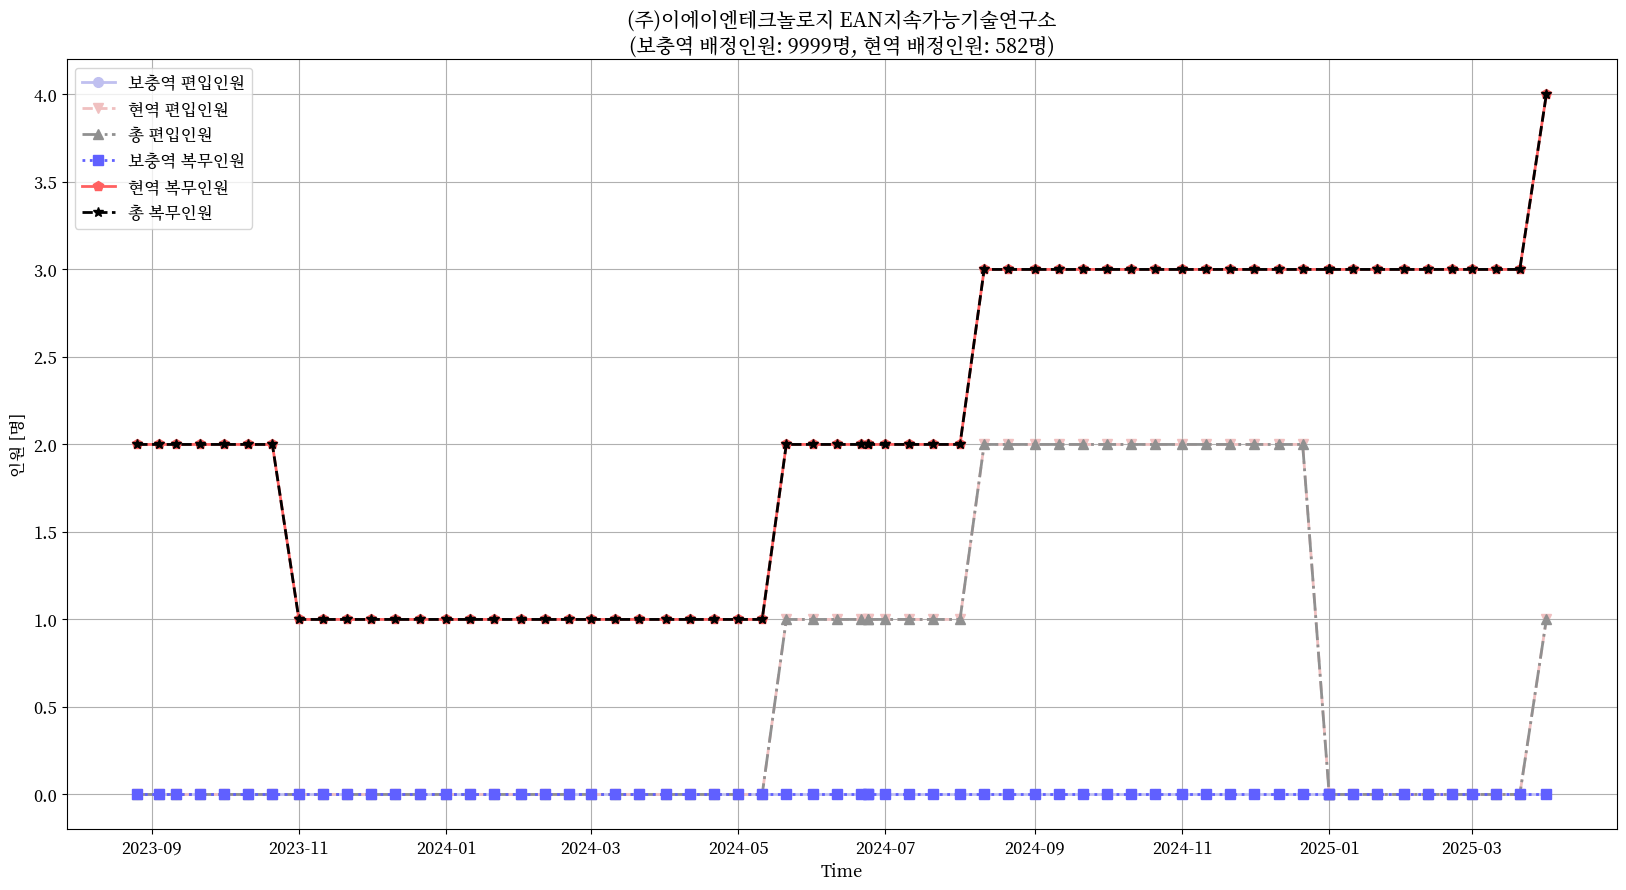 (주)이에이엔테크놀로지 EAN지속가능기술연구소
(보충역 배정인원: 9999명, 현역 배정인원: 582명)
보충역 편입인원
현역 편입인원
총 편입인원
보충역 복무인원
현역 복무인원
총 복무인원
4.0
3.5
3.0
2.5
2.0
1.5
1.0
0.5
0.0
인원 [명]
2023-09
2023-11
2024-01
2024-03
2024-05
2024-07
2024-09
2024-11
2025-01
2025-03
Time